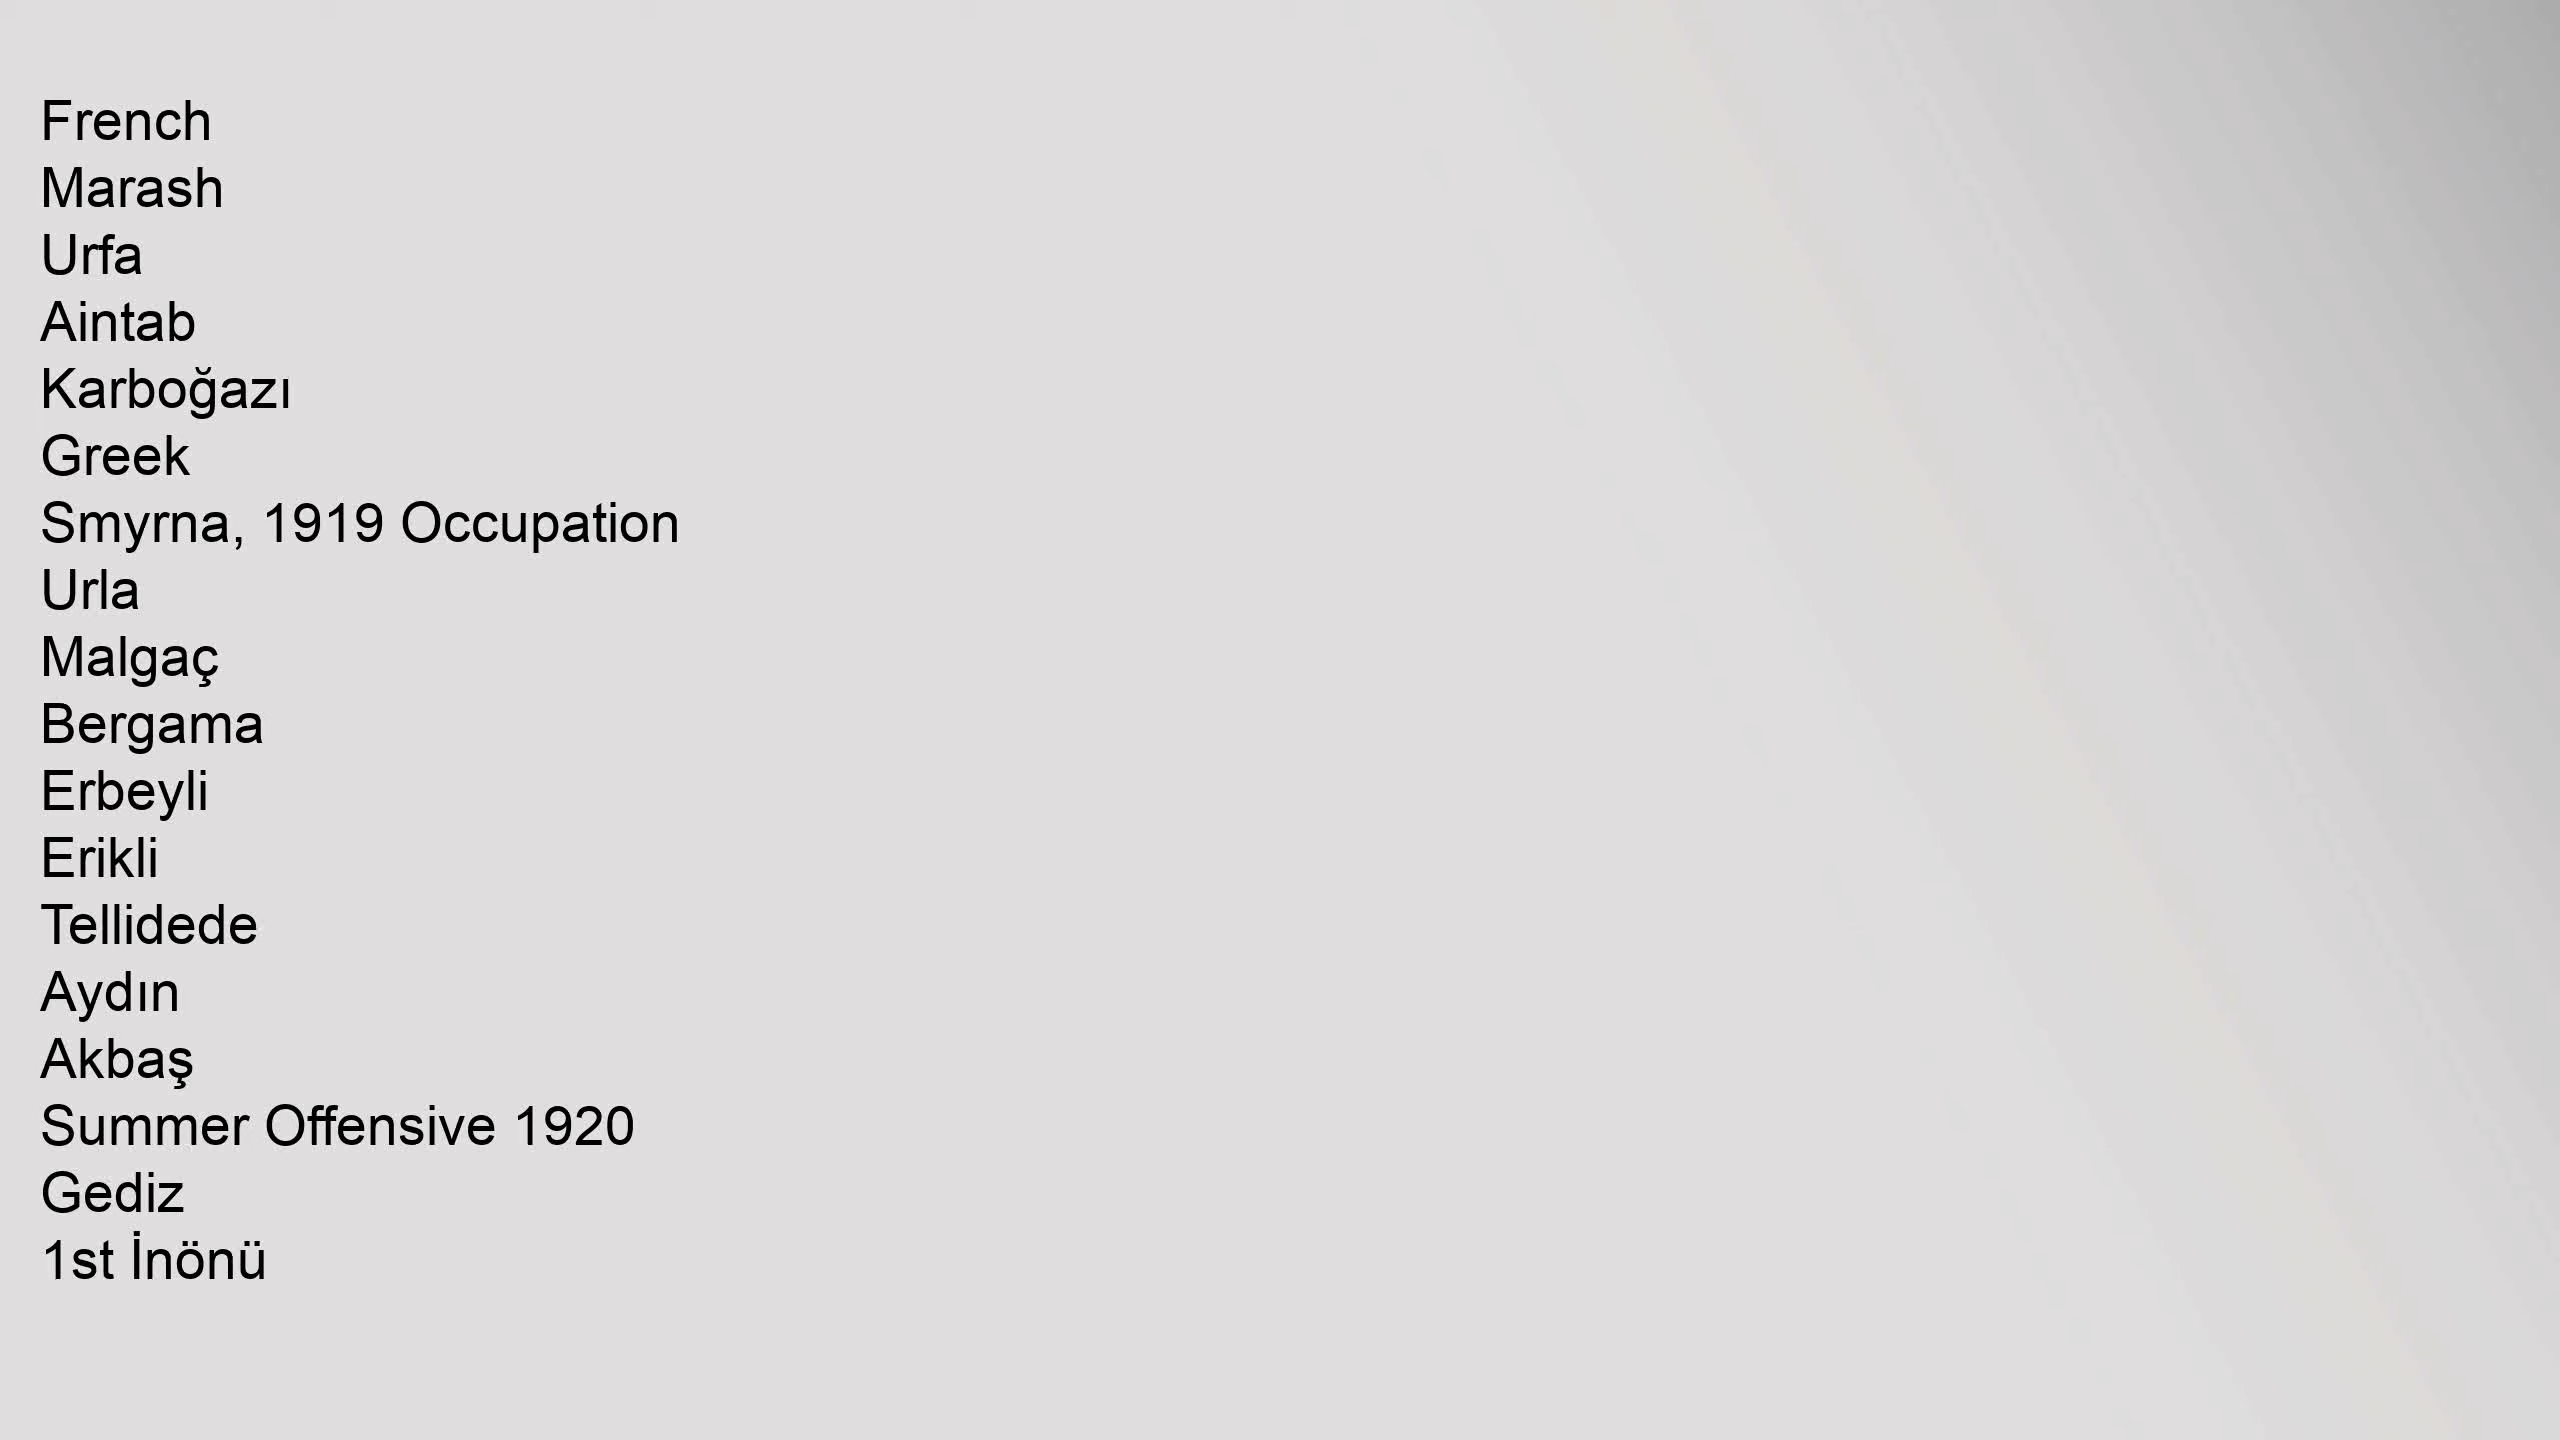 French
Marash
Urfa
Aintab
Karboğazı
Greek
Smyrna, 1919 Occupation
Urla
Malgaç
Bergama
Erbeyli
Erikli
Tellidede
Aydın
Akbaş
Summer Offensive 1920
Gediz
1st İnönü